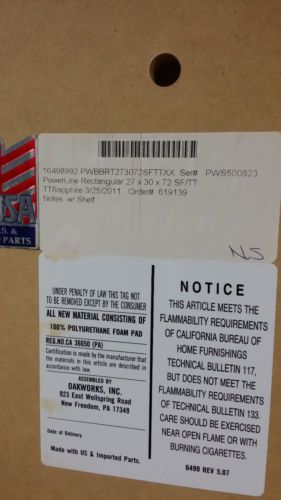 16498992 PWBBRT273072SFTTXX Ser# PWS500523
PowerLine Rectangular 27 x 30 x 72 SF/TT
TTSapphire 3/25/2011 Order# 619139
Notes w/ Shelf
NS
SA
S. &
PARTS
UNDER PENALTY OF LAW THIS TAG NOT
TO BE REMOVED EXCEPT BY THE CONSUMER
ALL NEW MATERIAL CONSISTING OF
100% POLYURETHANE FOAM PAD
REG.NO.CA 36050 (PA)
Certification is made by the manufacturer that
the materials in this article are described in
accordance with law.
ASSEMBLED BY
OAKWORKS, INC.
923 East Wellspring Road
New Freedom, PA 17349
Date of Delivery
Made with US & Imported Parts.
NOTICE
THIS ARTICLE MEETS THE
FLAMMABILITY REQUIREMENTS
OF CALIFORNIA BUREAU OF
HOME FURNISHINGS
TECHNICAL BULLETIN 117,
BUT DOES NOT MEET THE
FLAMMABILITY REQUIREMENTS
OF TECHNICAL BULLETIN 133.
CARE SHOULD BE EXERCISED
NEAR OPEN FLAME OR WITH
BURNING CIGARETTES.
6499 REV 5.07